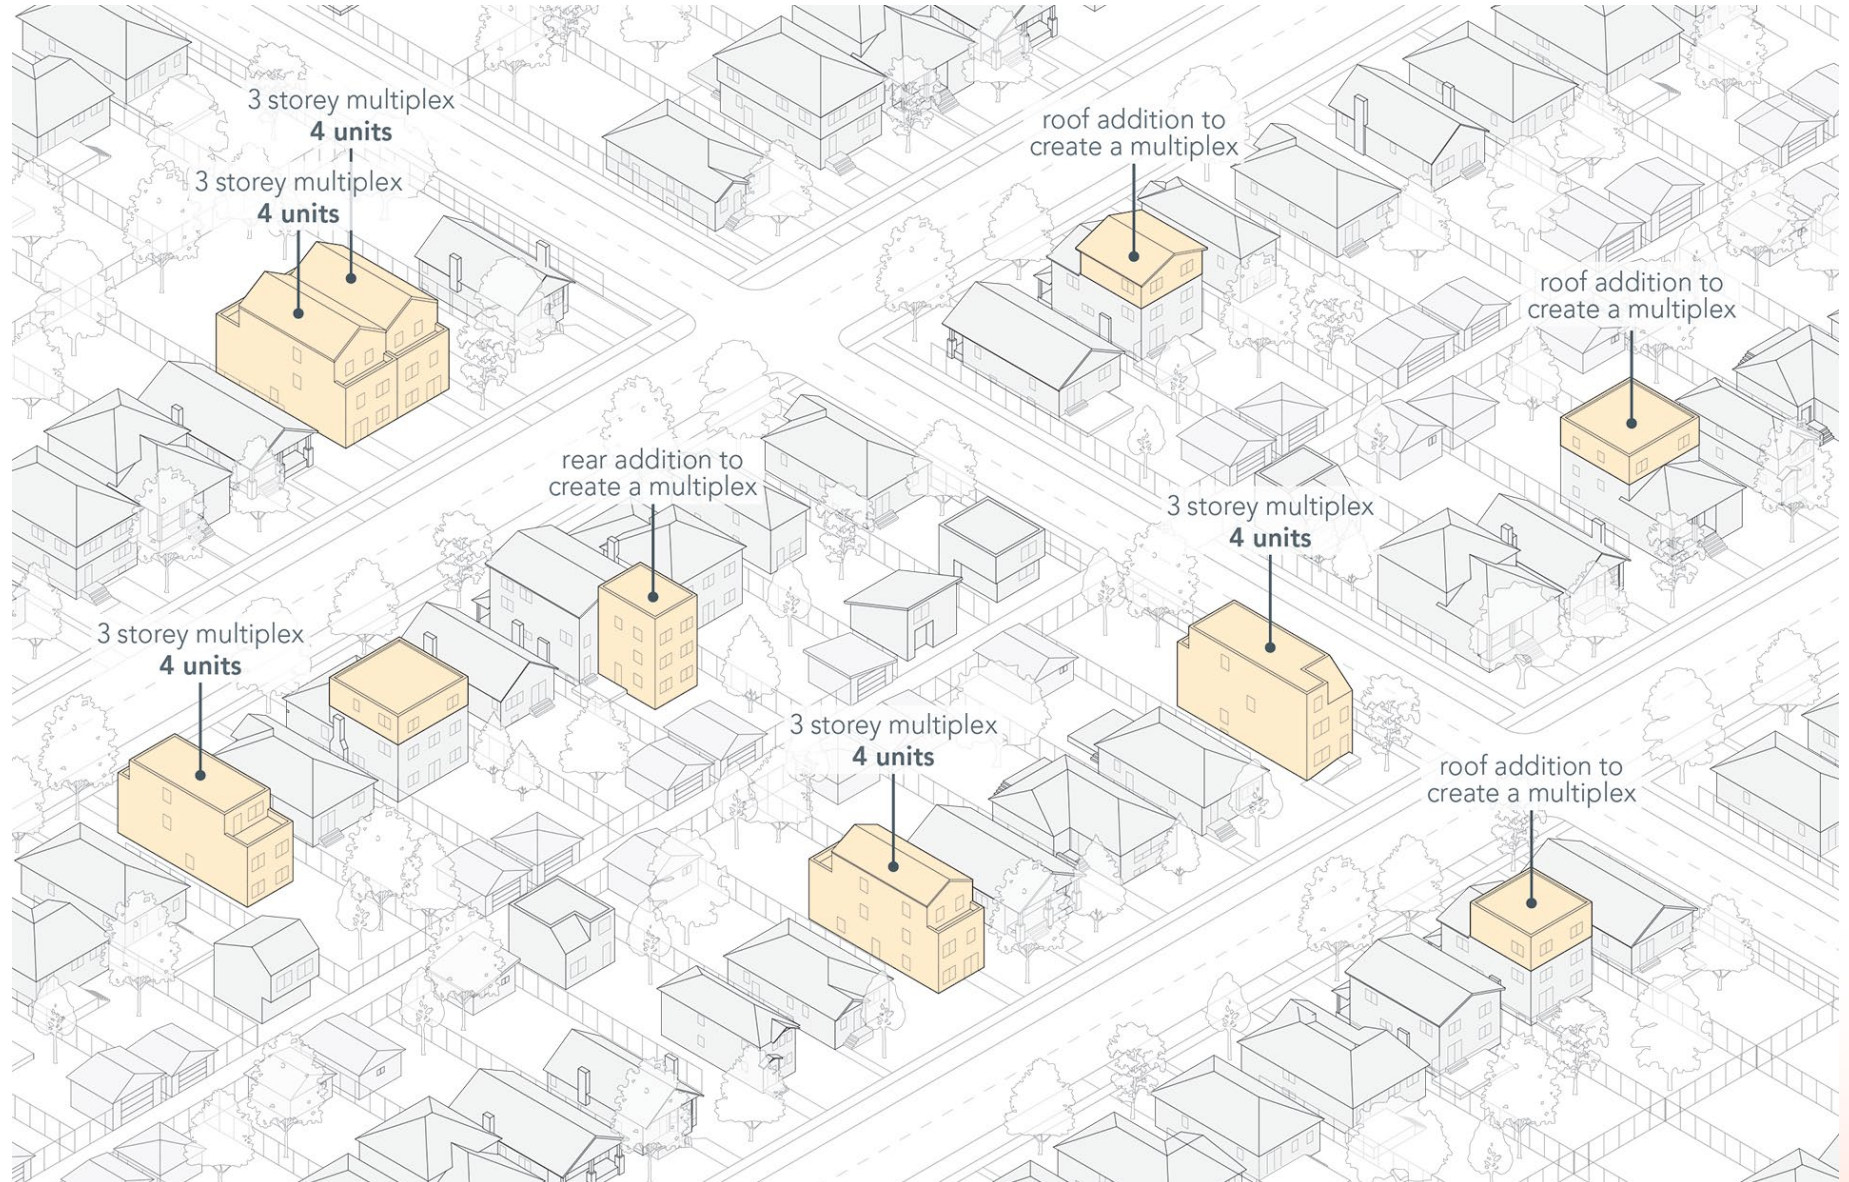 3 storey multiplex
4 units
3 storey multiplex
4 units
roof addition to
create a multiplex
roof addition to
create a multiplex
rear addition to
create a multiplex
3 storey multiplex
4 units
3 storey multiplex
4 units
3 storey multiplex
4 units
roof addition to
create a multiplex